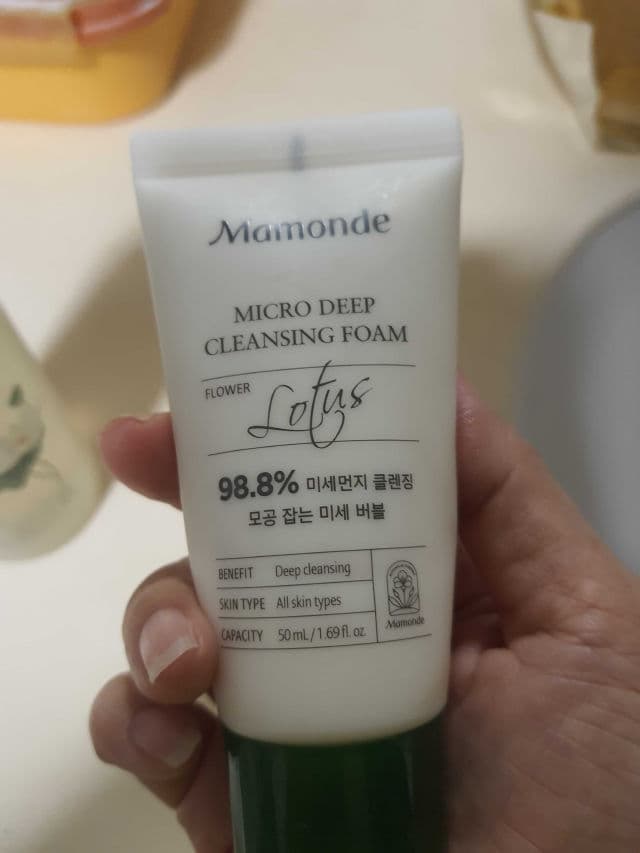 Mamonde
MICRO DEEP
CLEANSING FOAM
FLOWER Lotus
98.8% 미세먼지 클렌징
모공 잡는 미세 버블
BENEFIT Deep cleansing
SKIN TYPE All skin types
CAPACITY 50 mL / 1.69 fl. oz.
Mamonde